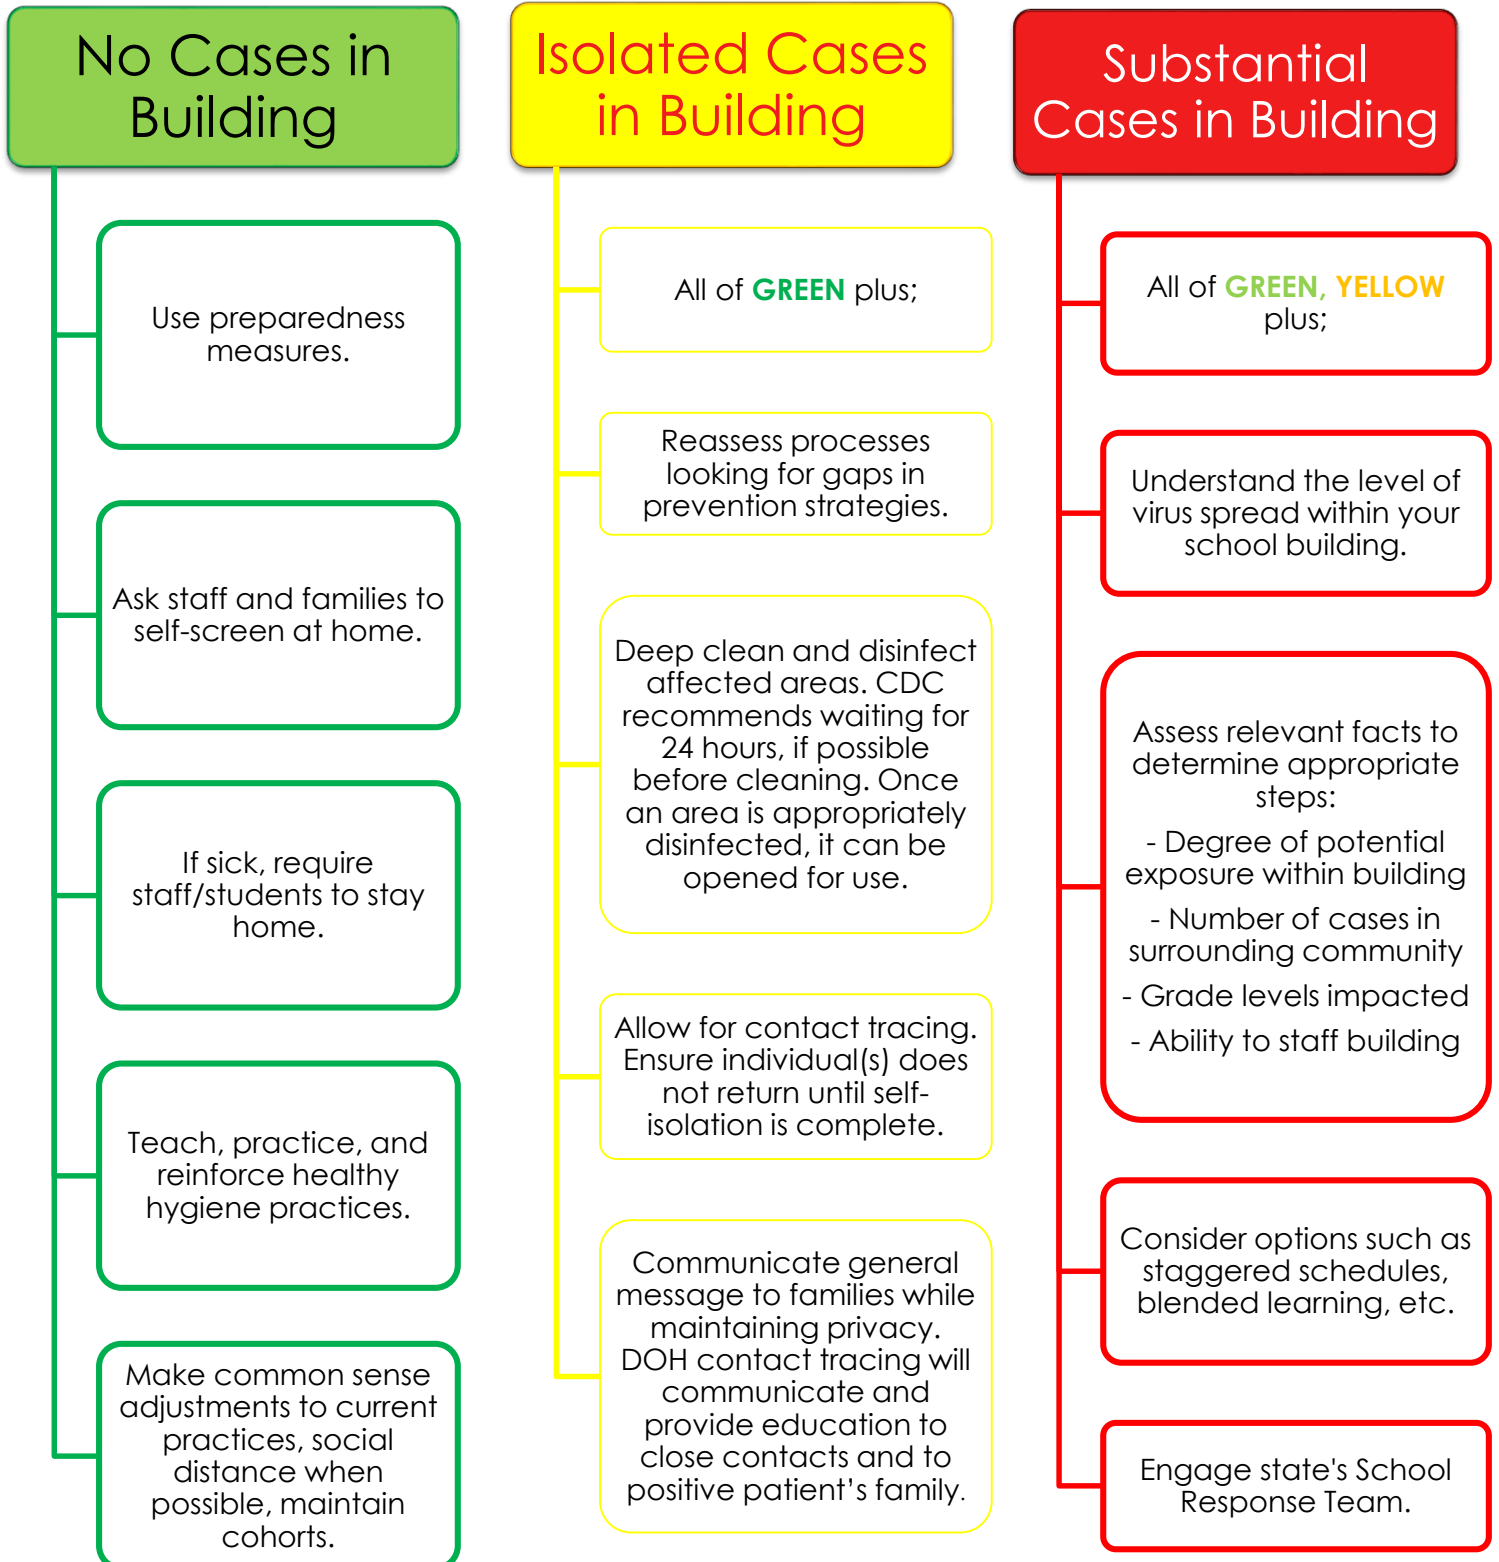 No Cases in
Building
Use preparedness
measures.
Ask staff and families to
self-screen at home.
If sick, require
staff/students to stay
home.
Teach, practice, and
reinforce healthy
hygiene practices.
Make common sense
adjustments to current
practices, social
distance when
possible, maintain
cohorts.
Isolated Cases
in Building
All of GREEN plus;
Reassess processes
looking for gaps in
prevention strategies.
Deep clean and disinfect
affected areas. CDC
recommends waiting for
24 hours, if possible
before cleaning. Once
an area is appropriately
disinfected, it can be
opened for use.
Allow for contact tracing.
Ensure individual(s) does
not return until self-
isolation is complete.
Communicate general
message to families while
maintaining privacy.
DOH contact tracing will
communicate and
provide education to
close contacts and to
positive patient’s family.
Substantial
Cases in Building
All of GREEN, YELLOW
plus;
Understand the level of
virus spread within your
school building.
Assess relevant facts to
determine appropriate
steps:
- Degree of potential
exposure within building
- Number of cases in
surrounding community
- Grade levels impacted
- Ability to staff building
Consider options such as
staggered schedules,
blended learning, etc.
Engage state's School
Response Team.